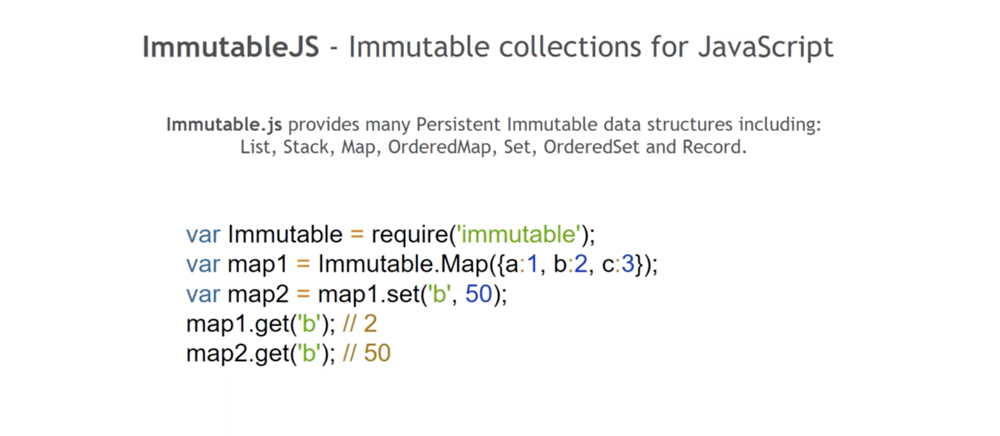 ImmutableJS - Immutable collections for JavaScript
Immutable.js provides many Persistent Immutable data structures including:
List, Stack, Map, OrderedMap, Set, OrderedSet and Record.
var Immutable = require('immutable');
var map1 = Immutable.Map({a:1, b:2, c:3});
var map2 = map1.set('b', 50);
map1.get('b'); // 2
map2.get('b'); // 50